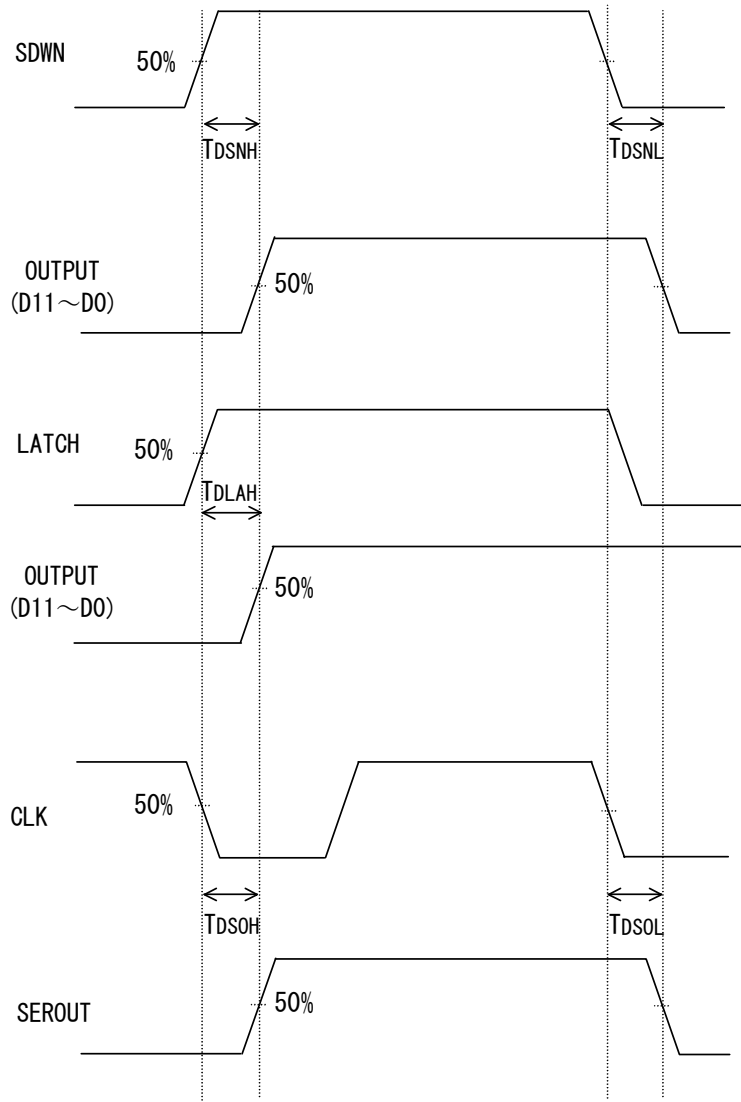 SDWN
50%
TDSNH
TDSNL
OUTPUT
(D11～D0)
50%
LATCH
50%
TDLAH
OUTPUT
(D11～D0)
50%
CLK
50%
TDSOH
TDSOL
SEROUT
50%